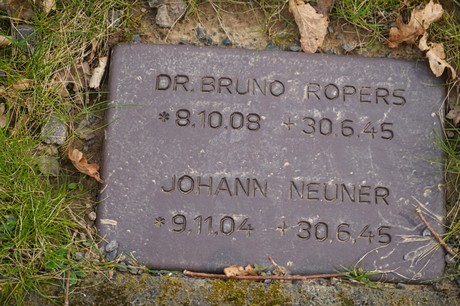 DR. BRUNO ROPERS
*8.10.08 +30.6.45
JOHANN NEUNER
*9.11.04 +30.6.45